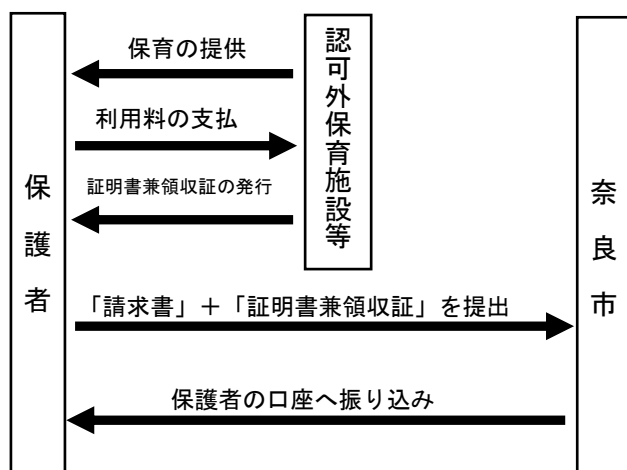 保育の提供
利用料の支払
証明書兼領収証の発行
認可外保育施設等
保護者
奈良市
「請求書」＋「証明書兼領収証」を提出
保護者の口座へ振り込み